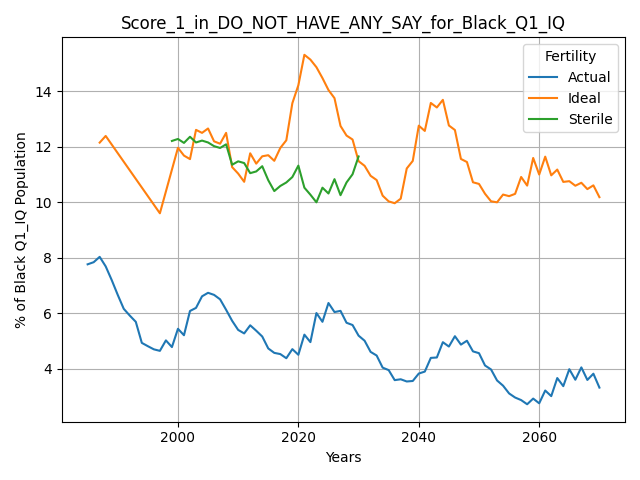 Score_1_in_DO_NOT_HAVE_ANY_SAY_for_Black_Q1_IQ
Fertility
Actual
Ideal
Sterile
% of Black Q1_IQ Population
14
12
10
8
6
4
2000
2020
2040
2060
Years